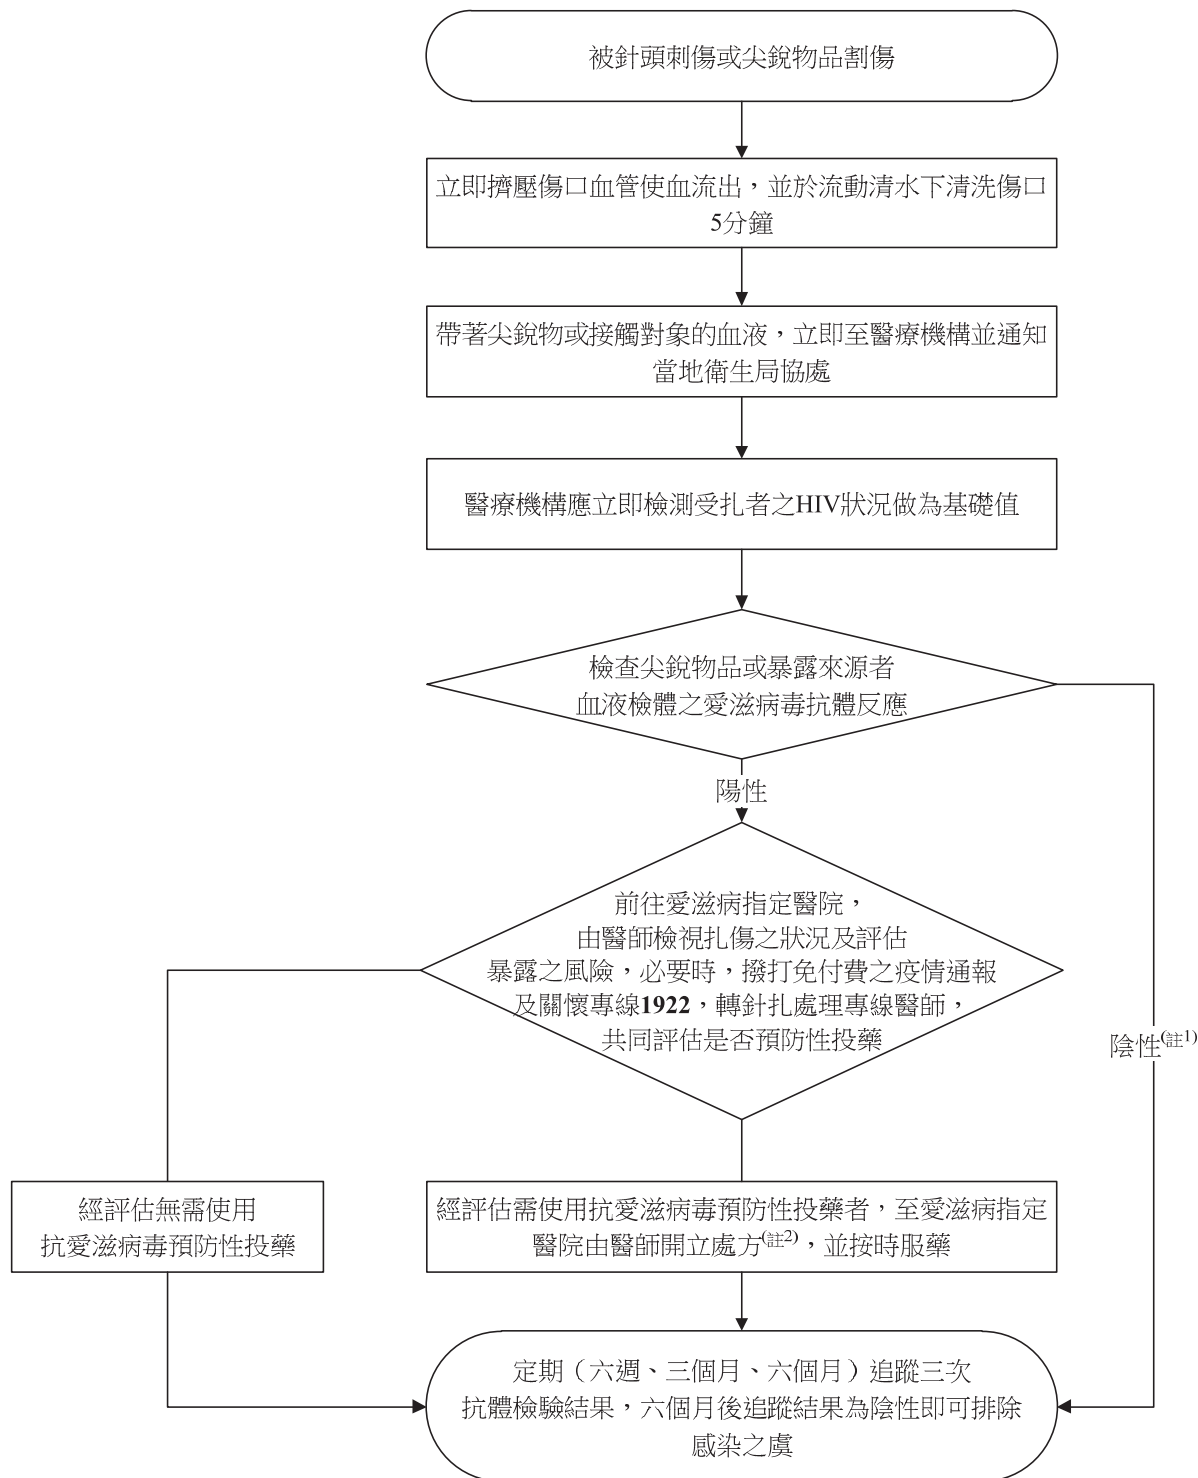 被針頭刺傷或尖銳物品割傷
立即擠壓傷口血管使血流出，並於流動清水下清洗傷口
5分鐘
帶著尖銳物或接觸對象的血液，立即至醫療機構並通知
當地衛生局協處
醫療機構應立即檢測受扎者之HIV狀況做為基礎值
檢查尖銳物品或暴露來源者
血液檢體之愛滋病毒抗體反應
陽性
前往愛滋病指定醫院，
由醫師檢視扎傷之狀況及評估
暴露之風險，必要時，撥打免付費之疫情通報
及關懷專線1922，轉針扎處理專線醫師，
共同評估是否預防性投藥
陰性(註1)
經評估無需使用
抗愛滋病毒預防性投藥
經評估需使用抗愛滋病毒預防性投藥者，至愛滋病指定
醫院由醫師開立處方(註2)，並按時服藥
定期（六週、三個月、六個月）追蹤三次
抗體檢驗結果，六個月後追蹤結果為陰性即可排除
感染之虞